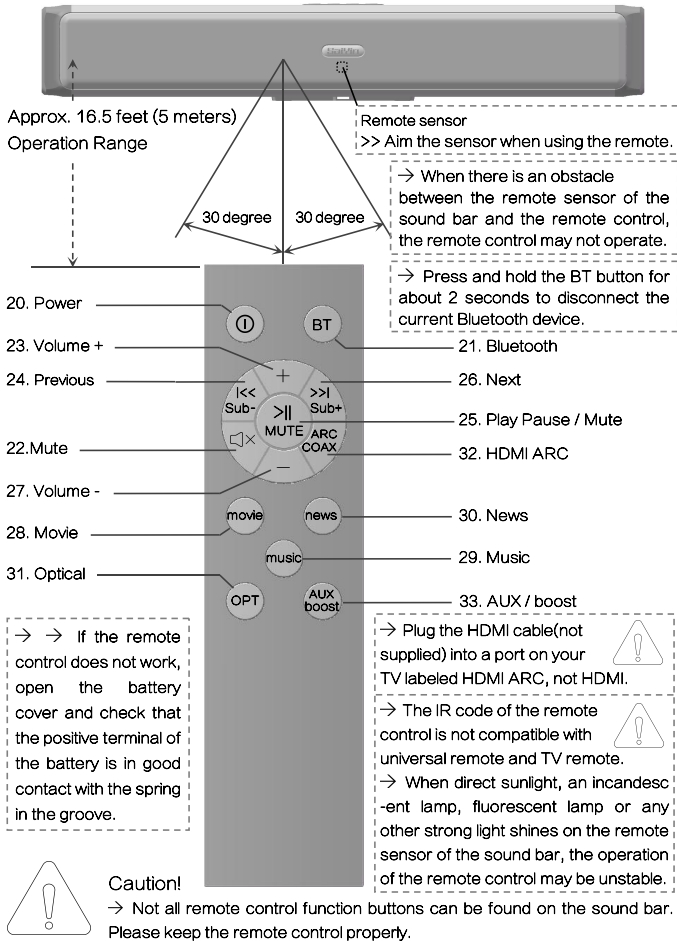 Approx. 16.5 feet (5 meters)
Operation Range
Remote sensor
>> Aim the sensor when using the remote.
→ When there is an obstacle
between the remote sensor of the
sound bar and the remote control,
the remote control may not operate.
30 degree
30 degree
→ Press and hold the BT button for
about 2 seconds to disconnect the
current Bluetooth device.
20. Power
BT
21. Bluetooth
23. Volume +
+
24. Previous
|<<
Sub-
>>|
Sub+
26. Next
>||
MUTE
25. Play Pause / Mute
22.Mute
ARC
COAX
32. HDMI ARC
27. Volume -
−
28. Movie
movie
news
30. News
music
29. Music
31. Optical
OPT
AUX
boost
33. AUX / boost
→ → If the remote
control does not work,
open the battery
cover and check that
the positive terminal of
the battery is in good
contact with the spring
in the groove.
→ Plug the HDMI cable(not
supplied) into a port on your
TV labeled HDMI ARC, not HDMI.
→ The IR code of the remote
control is not compatible with
universal remote and TV remote.
→ When direct sunlight, an incandesc
-ent lamp, fluorescent lamp or any
other strong light shines on the remote
sensor of the sound bar, the operation
of the remote control may be unstable.
Caution!
→ Not all remote control function buttons can be found on the sound bar.
Please keep the remote control properly.